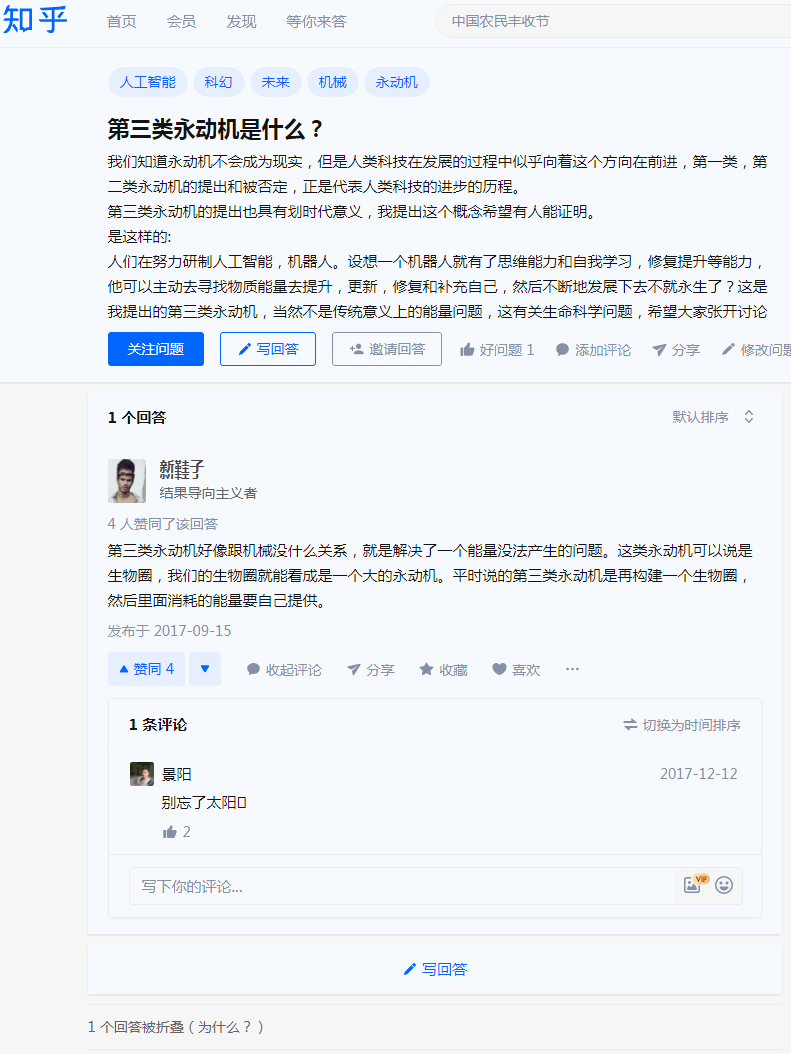 知乎 首页 会员 发现 等你来答 中国农民丰收节
人工智能 科幻 未来 机械 永动机
第三类永动机是什么？
我们知道永动机不会成为现实，但是人类科技在发展的过程中似乎向着这个方向在前进，第一类，第
二类永动机的提出和被否定，正是代表人类科技的进步的历程。
第三类永动机的提出也具有划时代意义，我提出这个概念希望有人能证明。
是这样的:
人们在努力研制人工智能，机器人。设想一个机器人就有了思维能力和自我学习，修复提升等能力，
他可以主动去寻找物质能量去提升，更新，修复和补充自己，然后不断地发展下去不就永生了？这是
我提出的第三类永动机，当然不是传统意义上的能量问题，这有关生命科学问题，希望大家张开讨论
关注问题 写回答 邀请回答 好问题 1 添加评论 分享 修改问题
1 个回答 默认排序
新鞋子
结果导向主义者
4 人赞同了该回答
第三类永动机好像跟机械没什么关系，就是解决了一个能量没法产生的问题。这类永动机可以说是
生物圈，我们的生物圈就能看成是一个大的永动机。平时说的第三类永动机是再构建一个生物圈，
然后里面消耗的能量要自己提供。
发布于 2017-09-15
赞同 4 收起评论 分享 收藏 喜欢 ···
1 条评论 切换为时间排序
景阳 2017-12-12
别忘了太阳
2
写下你的评论... VIP
写回答
1 个回答被折叠（为什么？）